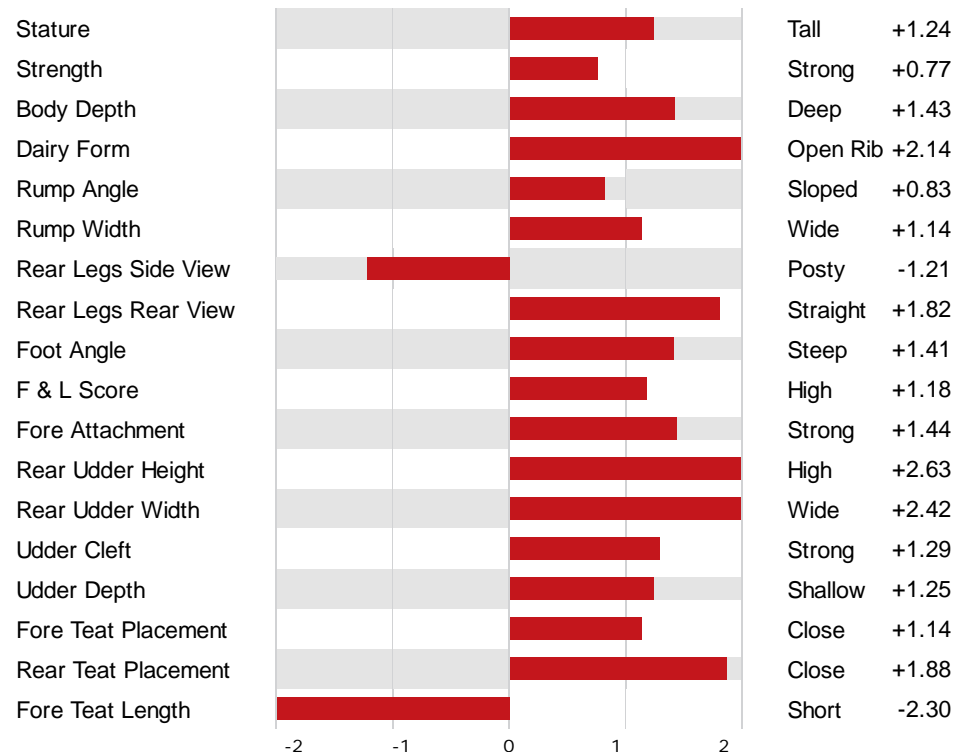 Stature Tall +1.24
Strength Strong +0.77
Body Depth Deep +1.43
Dairy Form Open Rib +2.14
Rump Angle Sloped +0.83
Rump Width Wide +1.14
Rear Legs Side View Posty -1.21
Rear Legs Rear View Straight +1.82
Foot Angle Steep +1.41
F & L Score High +1.18
Fore Attachment Strong +1.44
Rear Udder Height High +2.63
Rear Udder Width Wide +2.42
Udder Cleft Strong +1.29
Udder Depth Shallow +1.25
Fore Teat Placement Close +1.14
Rear Teat Placement Close +1.88
Fore Teat Length Short -2.30
-2 -1 0 1 2